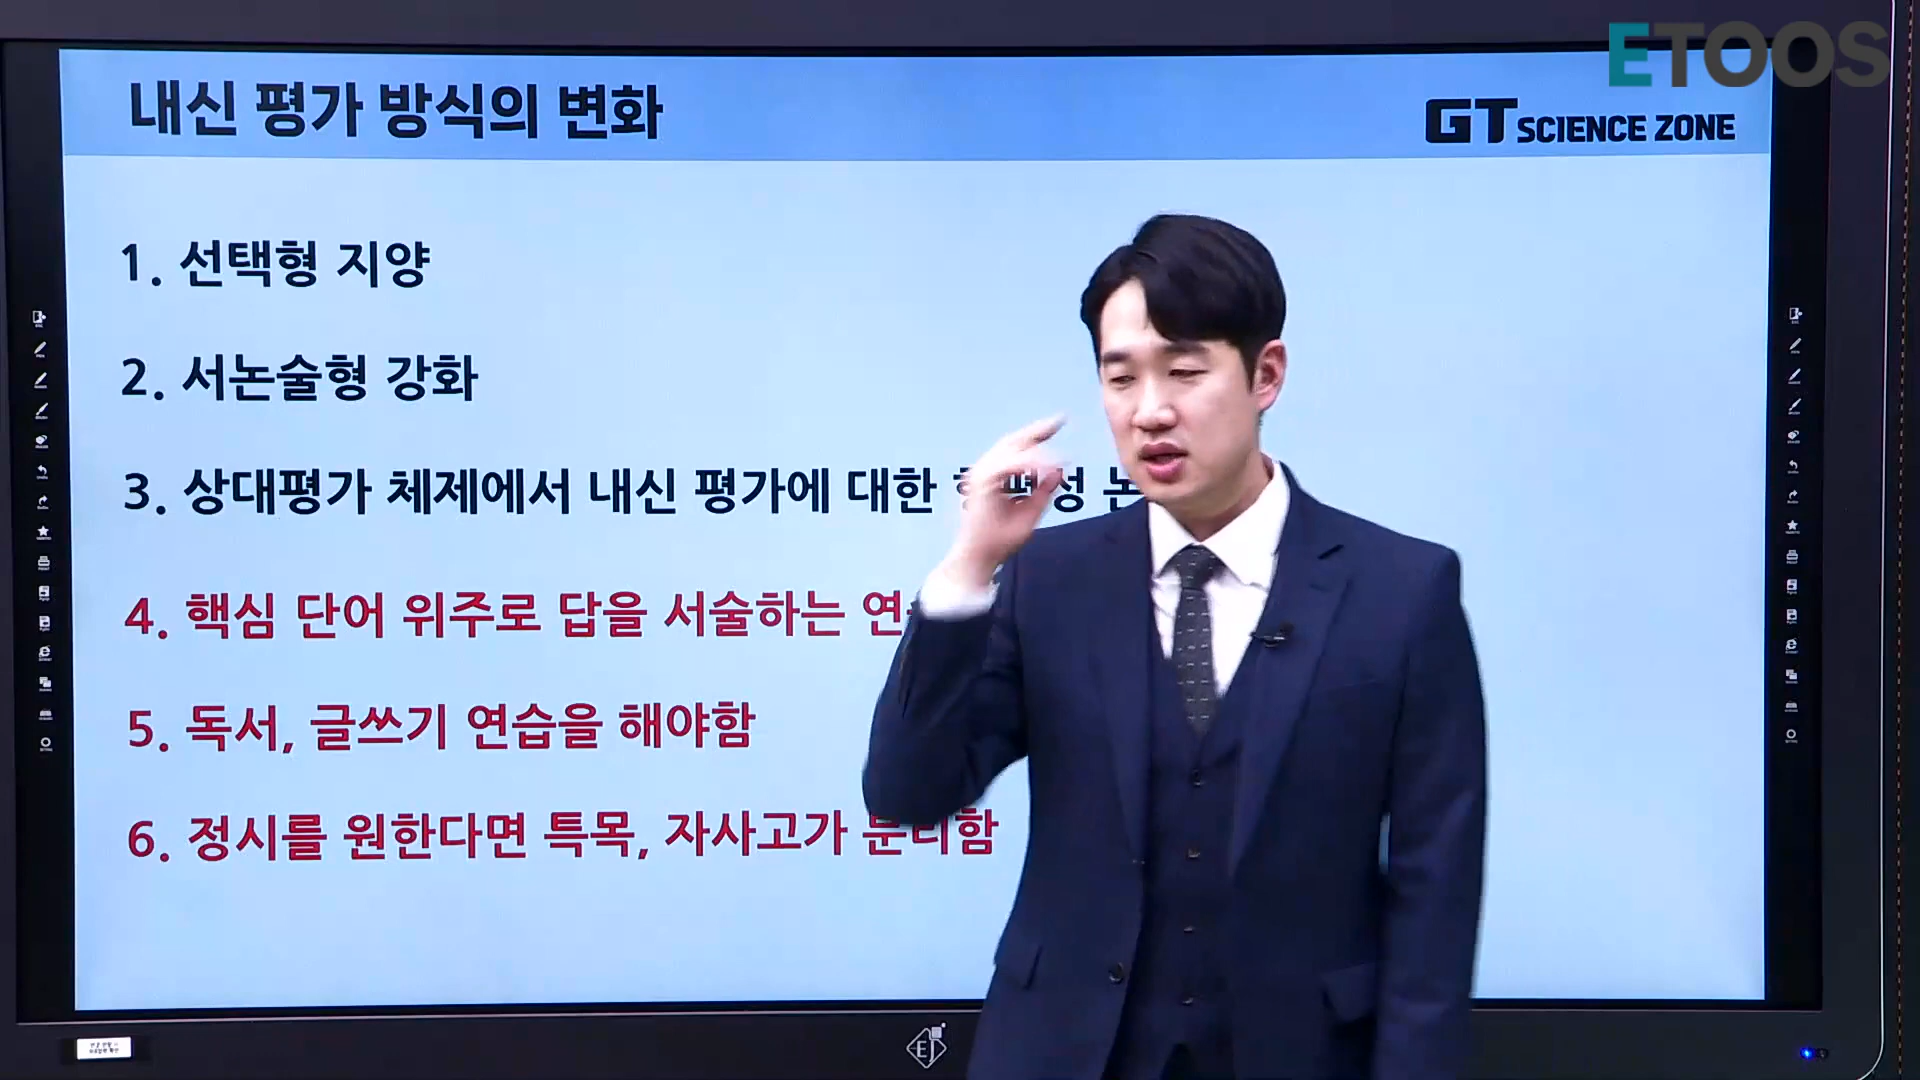 ETOOS
내신 평가 방식의 변화
GT SCIENCE ZONE
1. 선택형 지양
2. 서논술형 강화
3. 상대평가 체제에서 내신 평가에 대한
4. 핵심 단어 위주로 답을 서술하는
5. 독서, 글쓰기 연습을 해야함
6. 정시를 원한다면 특목, 자사고가 분리함
EJ